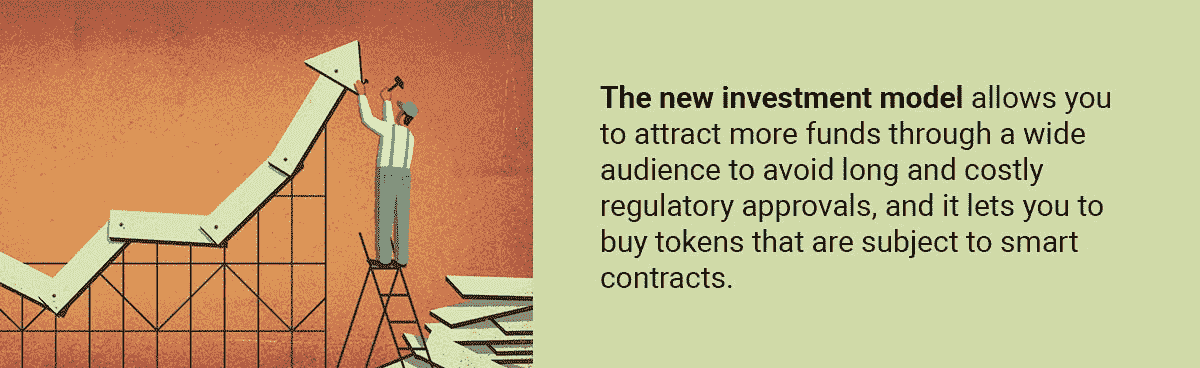 The new investment model allows you
to attract more funds through a wide
audience to avoid long and costly
regulatory approvals, and it lets you to
buy tokens that are subject to smart
contracts.